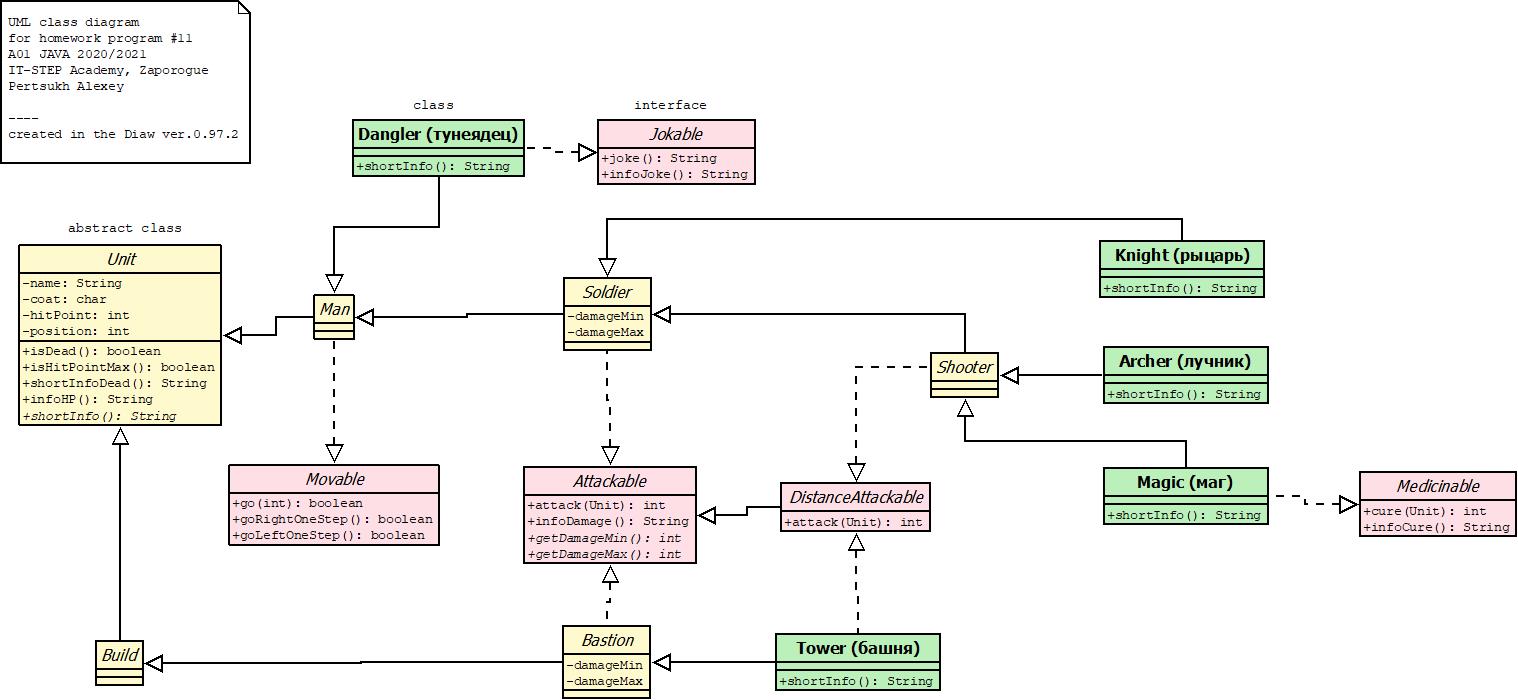 UML class diagram
for homework program #11
A01 JAVA 2020/2021
IT-STEP Academy, Zaporogue
Pertsukh Alexey
----
created in the Diaw ver.0.97.2
class
Dangler (тунеядец)
+shortInfo(): String
interface
Jokable
+joke(): String
+infoJoke(): String
abstract class
Unit
-name: String
-coat: char
-hitPoint: int
-position: int
+isDead(): boolean
+isHitPointMax(): boolean
+shortInfoDead(): String
+infoHP(): String
+shortInfo(): String
Man
Soldier
-damageMin
-damageMax
Knight (рыцарь)
+shortInfo(): String
Shooter
Archer (лучник)
+shortInfo(): String
Movable
+go(int): boolean
+goRightOneStep(): boolean
+goLeftOneStep(): boolean
Attackable
+attack(Unit): int
+infoDamage(): String
+getDamageMin(): int
+getDamageMax(): int
DistanceAttackable
+attack(Unit): int
Magic (маг)
+shortInfo(): String
Medicinable
+cure(Unit): int
+infoCure(): String
Build
Bastion
-damageMin
-damageMax
Tower (башня)
+shortInfo(): String